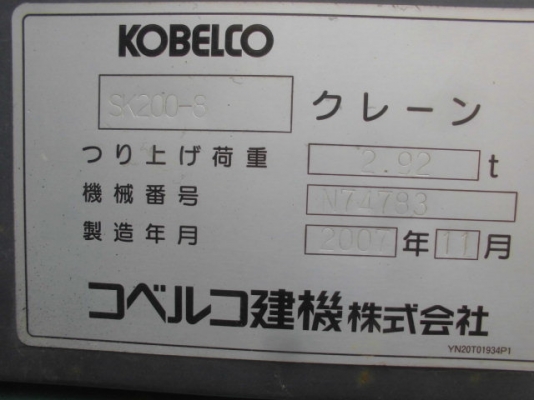 KOBELCO
SK200-8 クレーン
つり上げ荷重 2.92 t
機械番号 N74783
製造年月 2007 年 11 月
コベルコ建機株式会社
YN20T01934P1